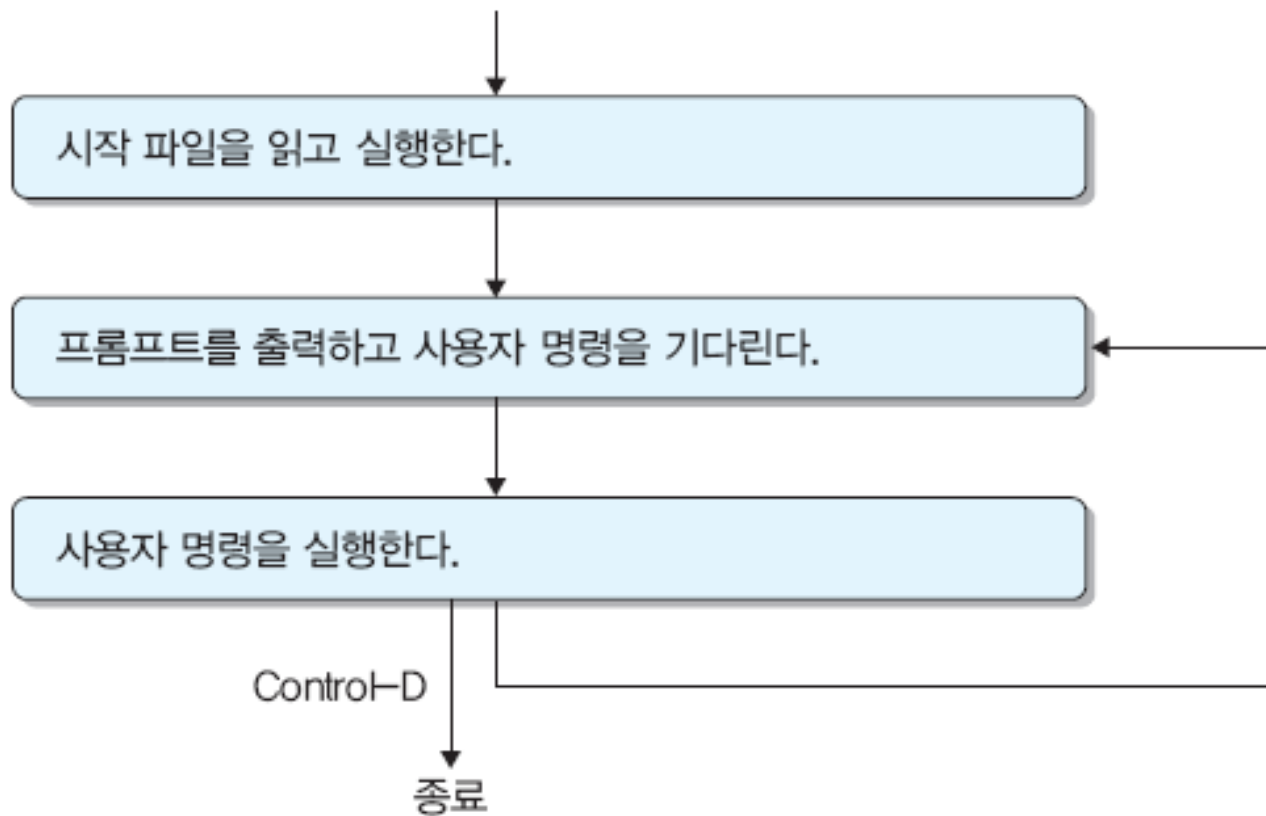 시작 파일을 읽고 실행한다.
프롬프트를 출력하고 사용자 명령을 기다린다.
사용자 명령을 실행한다.
Control-D
종료